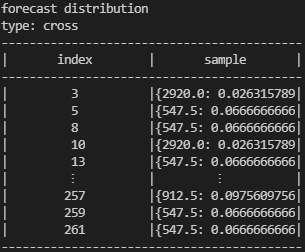 forecast distribution
type: cross
------------------------------------------
|       index        |       sample      |
------------------------------------------
|         3          |{2920.0: 0.026315789|
|         5          |{547.5: 0.0666666666|
|         8          |{547.5: 0.0666666666|
|         10         |{2920.0: 0.026315789|
|         13         |{547.5: 0.0666666666|
|         ⋮          |         ⋮         |
|        257         |{912.5: 0.0975609756|
|        259         |{547.5: 0.0666666666|
|        261         |{547.5: 0.0666666666|
------------------------------------------